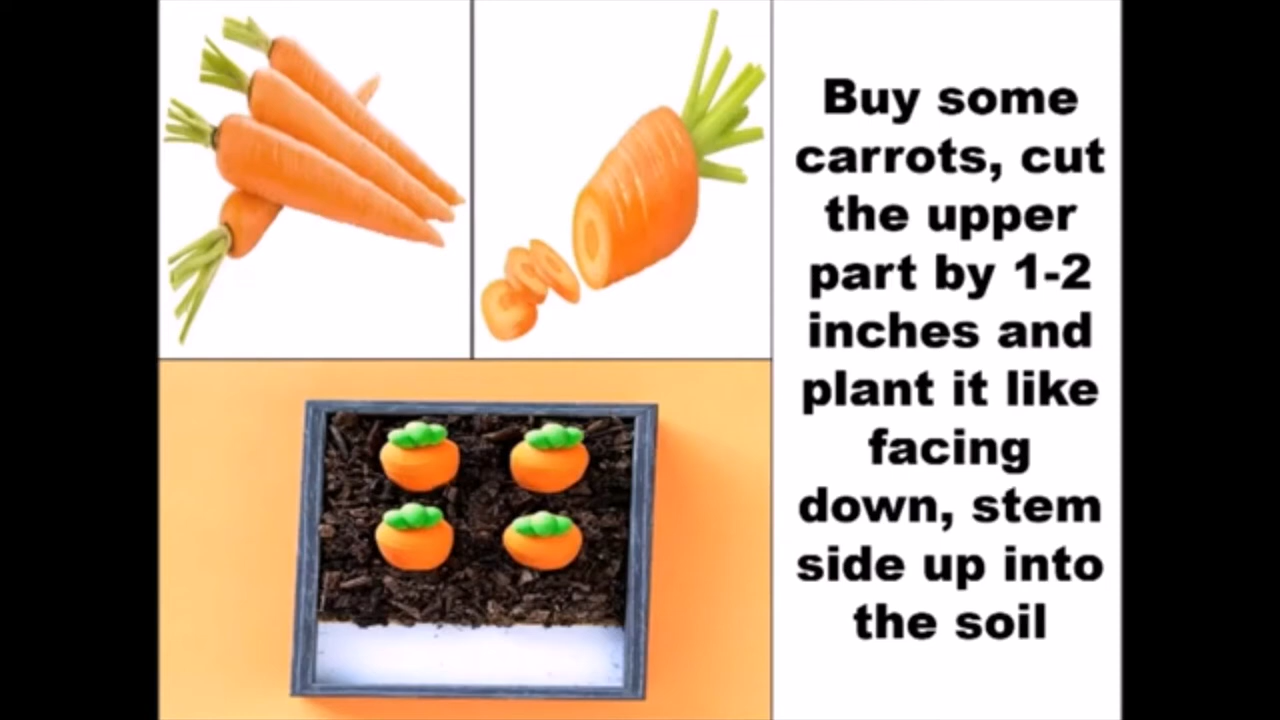 Buy some
carrots, cut
the upper
part by 1-2
inches and
plant it like
facing
down, stem
side up into
the soil